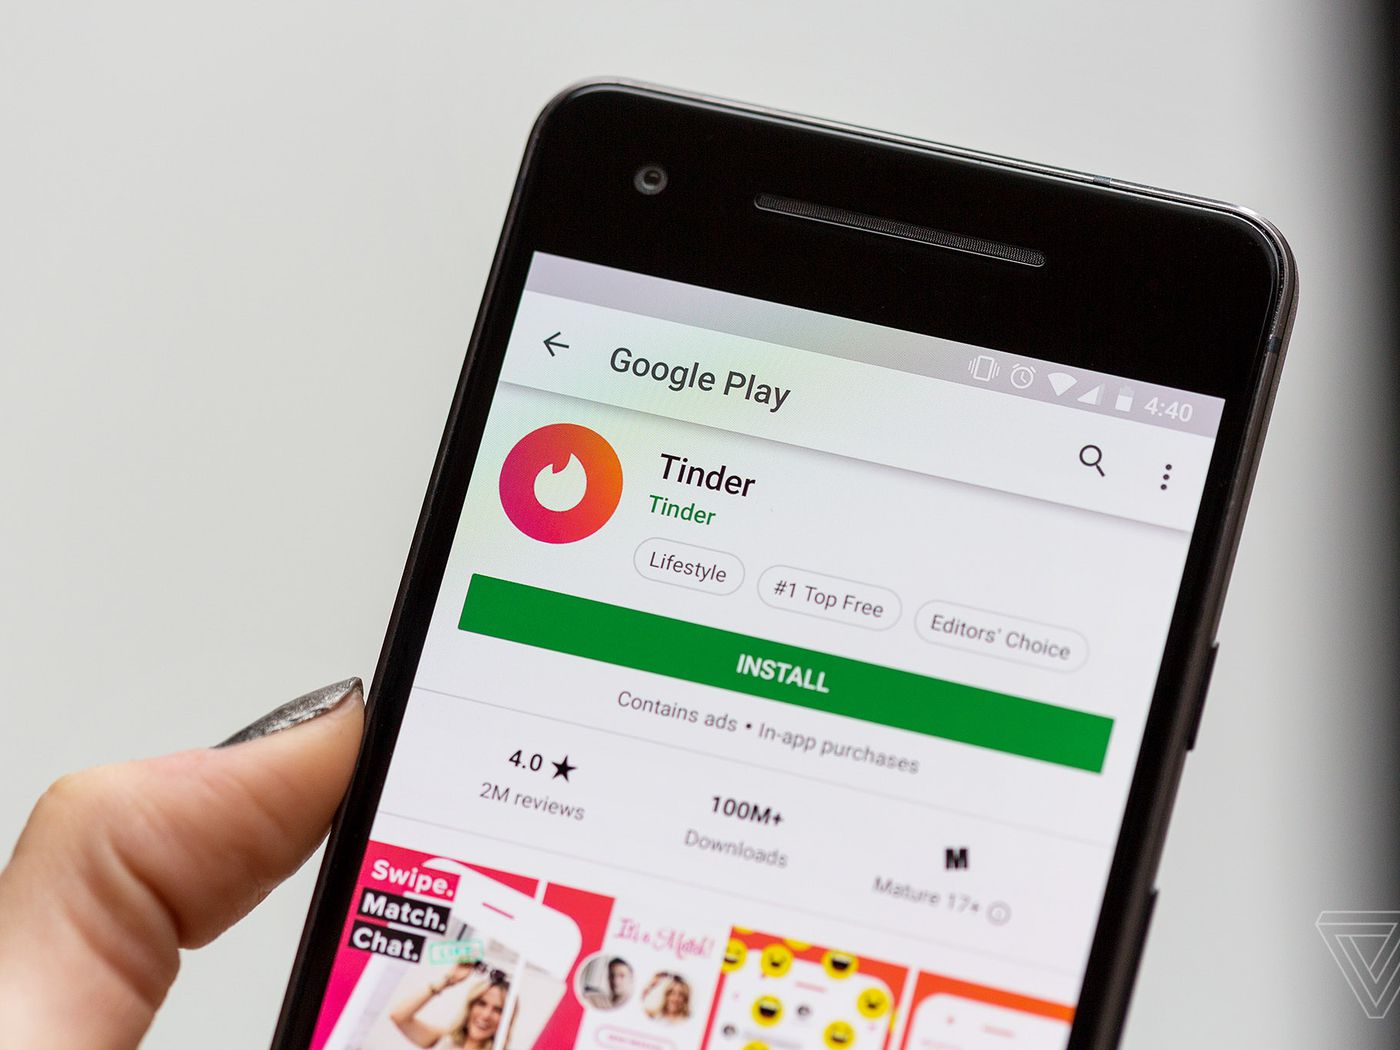 4:40
Google Play
Tinder
Tinder
Lifestyle
#1 Top Free
Editors' Choice
INSTALL
Contains ads • In-app purchases
4.0 ★
2M reviews
100M+
Downloads
M
Mature 17+
Swipe.
Match.
Chat.
It's a Match!